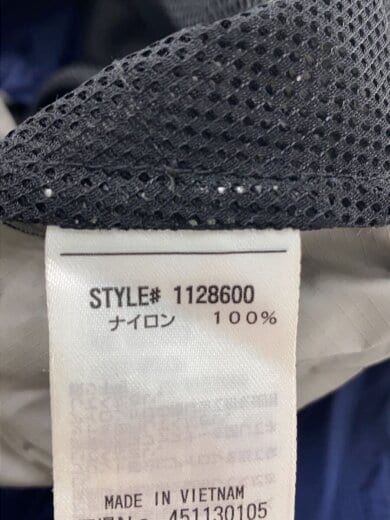 STYLE# 1128600
ナイロン 100%
MADE IN VIETNAM
451130105